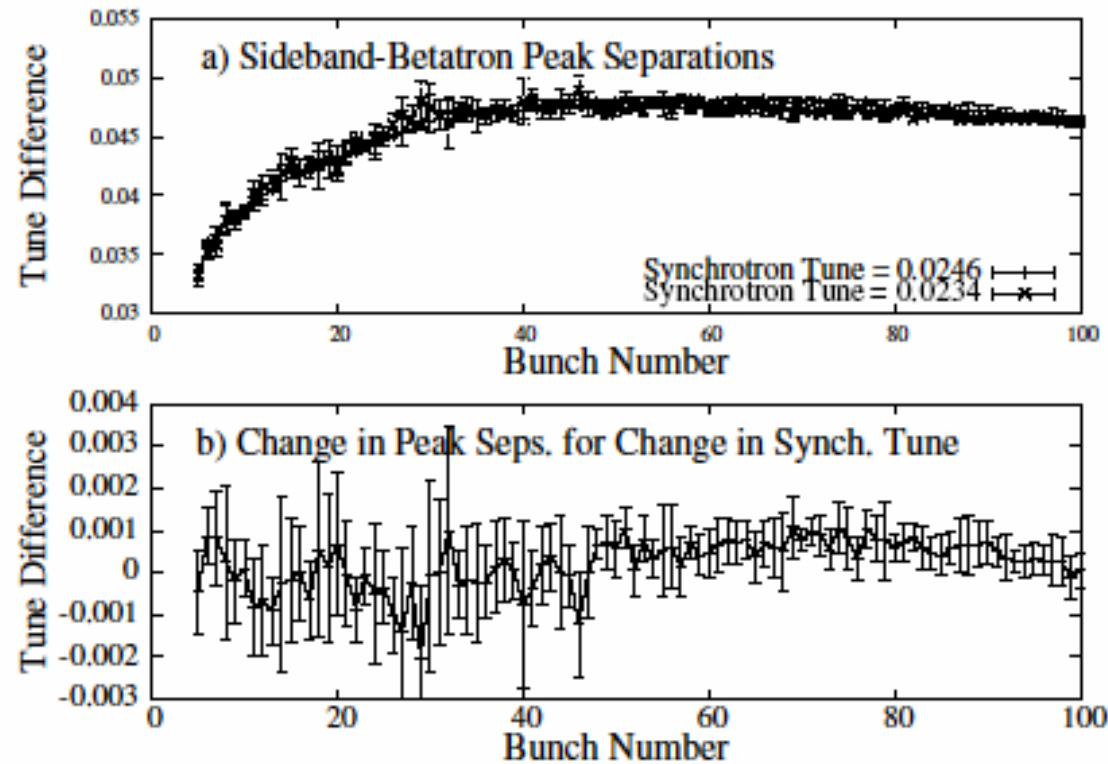 a) Sideband-Betatron Peak Separations
Tune Difference
0.055
0.05
0.045
0.04
0.035
0.03
Synchrotron Tune = 0.0246
Synchrotron Tune = 0.0234
0 20 40 60 80 100
Bunch Number
b) Change in Peak Seps. for Change in Synch. Tune
Tune Difference
0.004
0.003
0.002
0.001
0
-0.001
-0.002
-0.003
0 20 40 60 80 100
Bunch Number